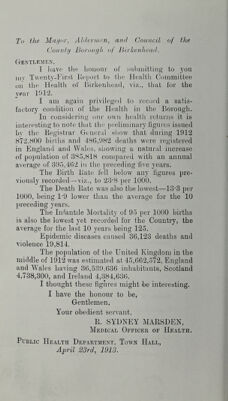 To the Mayor, Aldermen, and Council of the
County Borough of Birkenhead.
GENTLEMEN,
I have the honour of submitting to you
my Twenty-First Report to the Health Committee
on the Health of Birkenhead, viz., that for the
year 1912.
I am again privileged to record a satis-
factory condition of the Health in the Borough.
In considering our own health returns it is
interesting to note that the preliminary figures issued
by the Registrar General show that during 1912
872,800 births and 486,982 deaths were registered
in England and Wales, showing a natural increase
of population of 385,818 compared with an annual
average of 395,462 in the preceding five years.
The Birth Rate fell below any figures pre-
viously recorded—viz., to 23·8 per 1000.
The Death Rate was also the lowest—13·3 per
1000, being 1·9 lower than the average for the 10
preceding years.
The Infantile Mortality of 95 per 1000 births
is also the lowest yet recorded for the Country, the
average for the last 10 years being 125.
Epidemic diseases caused 36,123 deaths and
violence 19,814.
The population of the United Kingdom in the
middle of 1912 was estimated at 45,662,572, England
and Wales having 36,539,636 inhabitants, Scotland
4,738,300, and Ireland 4,384,636.
I thought these figures might be interesting.
I have the honour to be,
Gentlemen,
Your obedient servant,
R. SYDNEY MARSDEN,
MEDICAL OFFICER OF HEALTH.
PUBLIC HEALTH DEPARTMENT, TOWN HALL,
April 23rd, 1913.